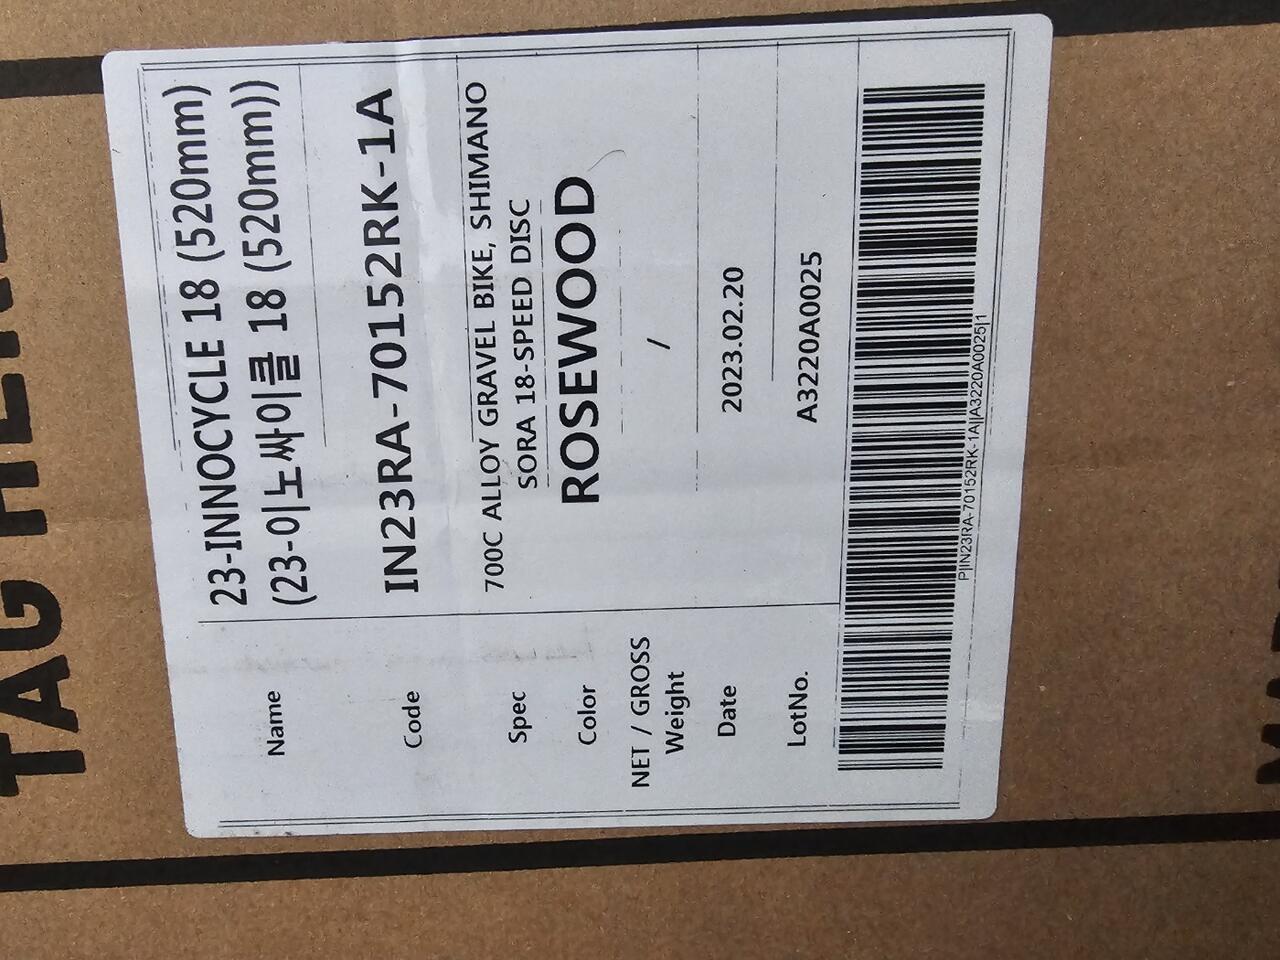 TAG HERE
Name
23-INNOCYCLE 18 (520mm)
(23-이노싸이클 18 (520mm))
Code
IN23RA-70152RK-1A
Spec
700C ALLOY GRAVEL BIKE, SHIMANO
SORA 18-SPEED DISC
Color
ROSEWOOD
NET / GROSS
Weight
/
Date
2023.02.20
LotNo.
A3220A0025
P||IN23RA-70152RK-1A||A3220A0025|1